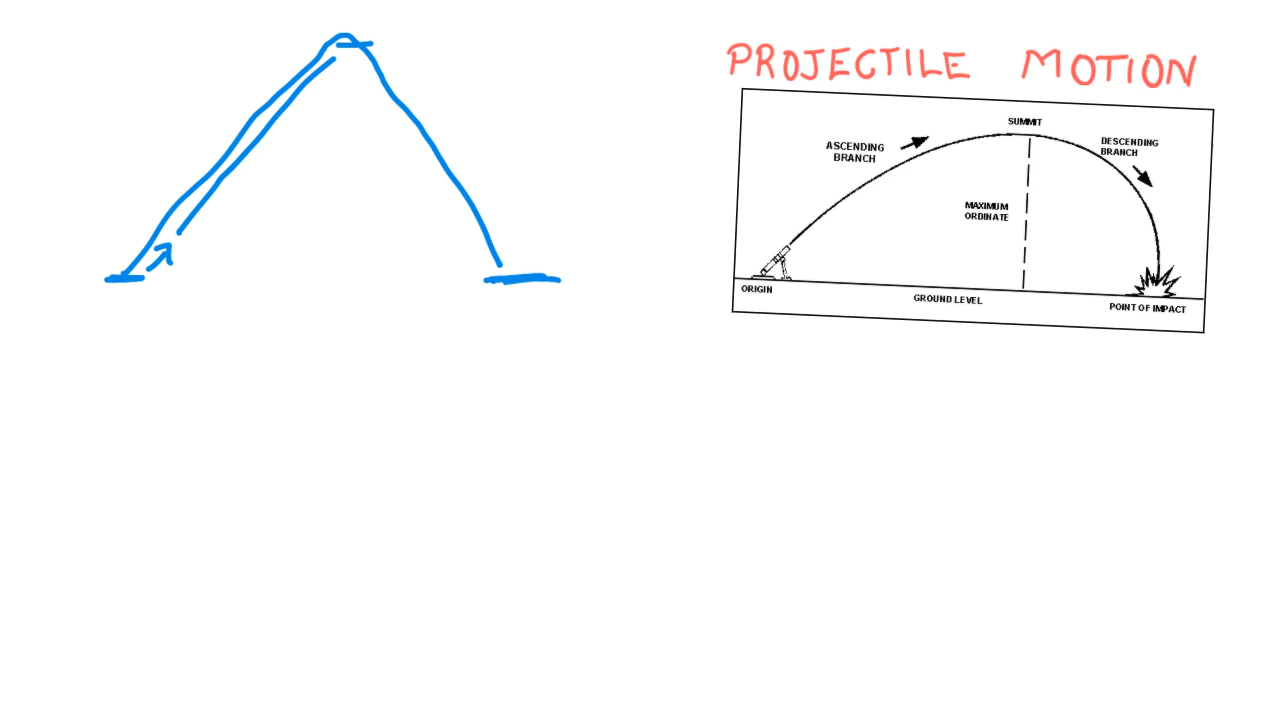 PROJECTILE MOTION
SUMMIT
ASCENDING
BRANCH
DESCENDING
BRANCH
MAXIMUM
ORDINATE
ORIGIN
GROUND LEVEL
POINT OF IMPACT